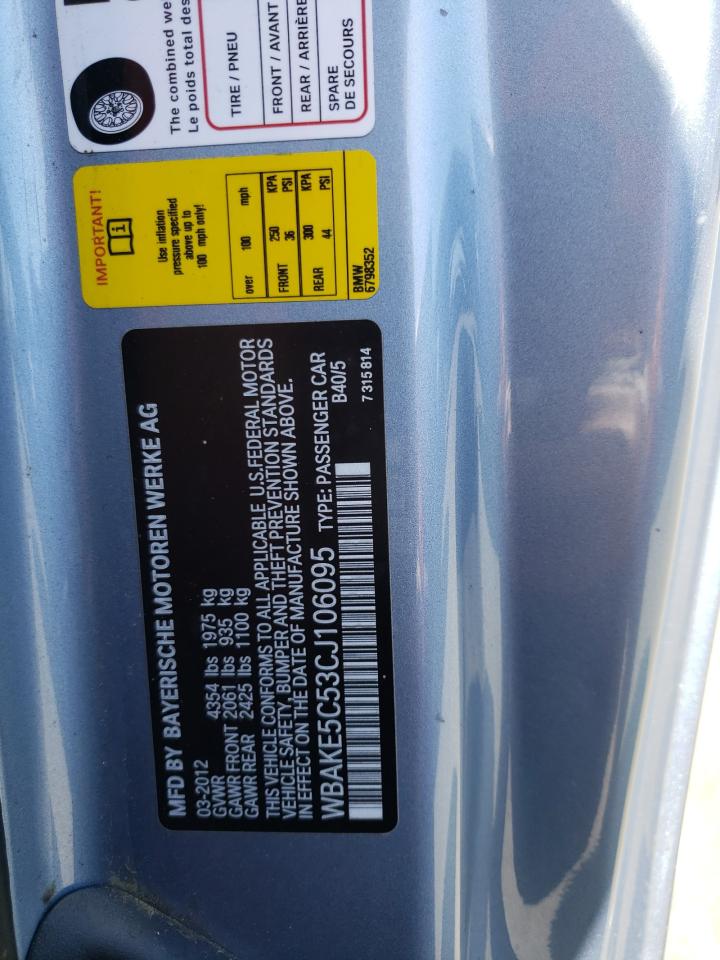 The combined we
Le poids total des
TIRE / PNEU
FRONT / AVANT
REAR / ARRIÈRE
SPARE
DE SECOURS
IMPORTANT!
Use inflation
pressure specified
above up to
100 mph only!
over 100 mph
FRONT 250 KPA
36 PSI
REAR 300 KPA
44 PSI
BMW
6798352
MFD BY BAYERISCHE MOTOREN WERKE AG
03-2012
GVWR 4354 lbs 1975 kg
GAWR FRONT 2061 lbs 935 kg
GAWR REAR 2425 lbs 1100 kg
THIS VEHICLE CONFORMS TO ALL APPLICABLE U.S.FEDERAL MOTOR
VEHICLE SAFETY, BUMPER AND THEFT PREVENTION STANDARDS
IN EFFECT ON THE DATE OF MANUFACTURE SHOWN ABOVE.
WBAKE5C53CJ106095 TYPE: PASSENGER CAR
B40/5
7 315 814